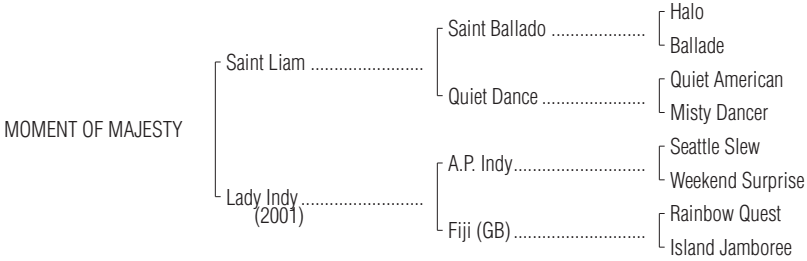 Halo
Saint Ballado ....................
Ballade
Saint Liam ........................
Quiet American
Quiet Dance ......................
Misty Dancer
MOMENT OF MAJESTY
Seattle Slew
A.P. Indy............................
Weekend Surprise
Lady Indy..........................
(2001)
Rainbow Quest
Fiji (GB)............................
Island Jamboree